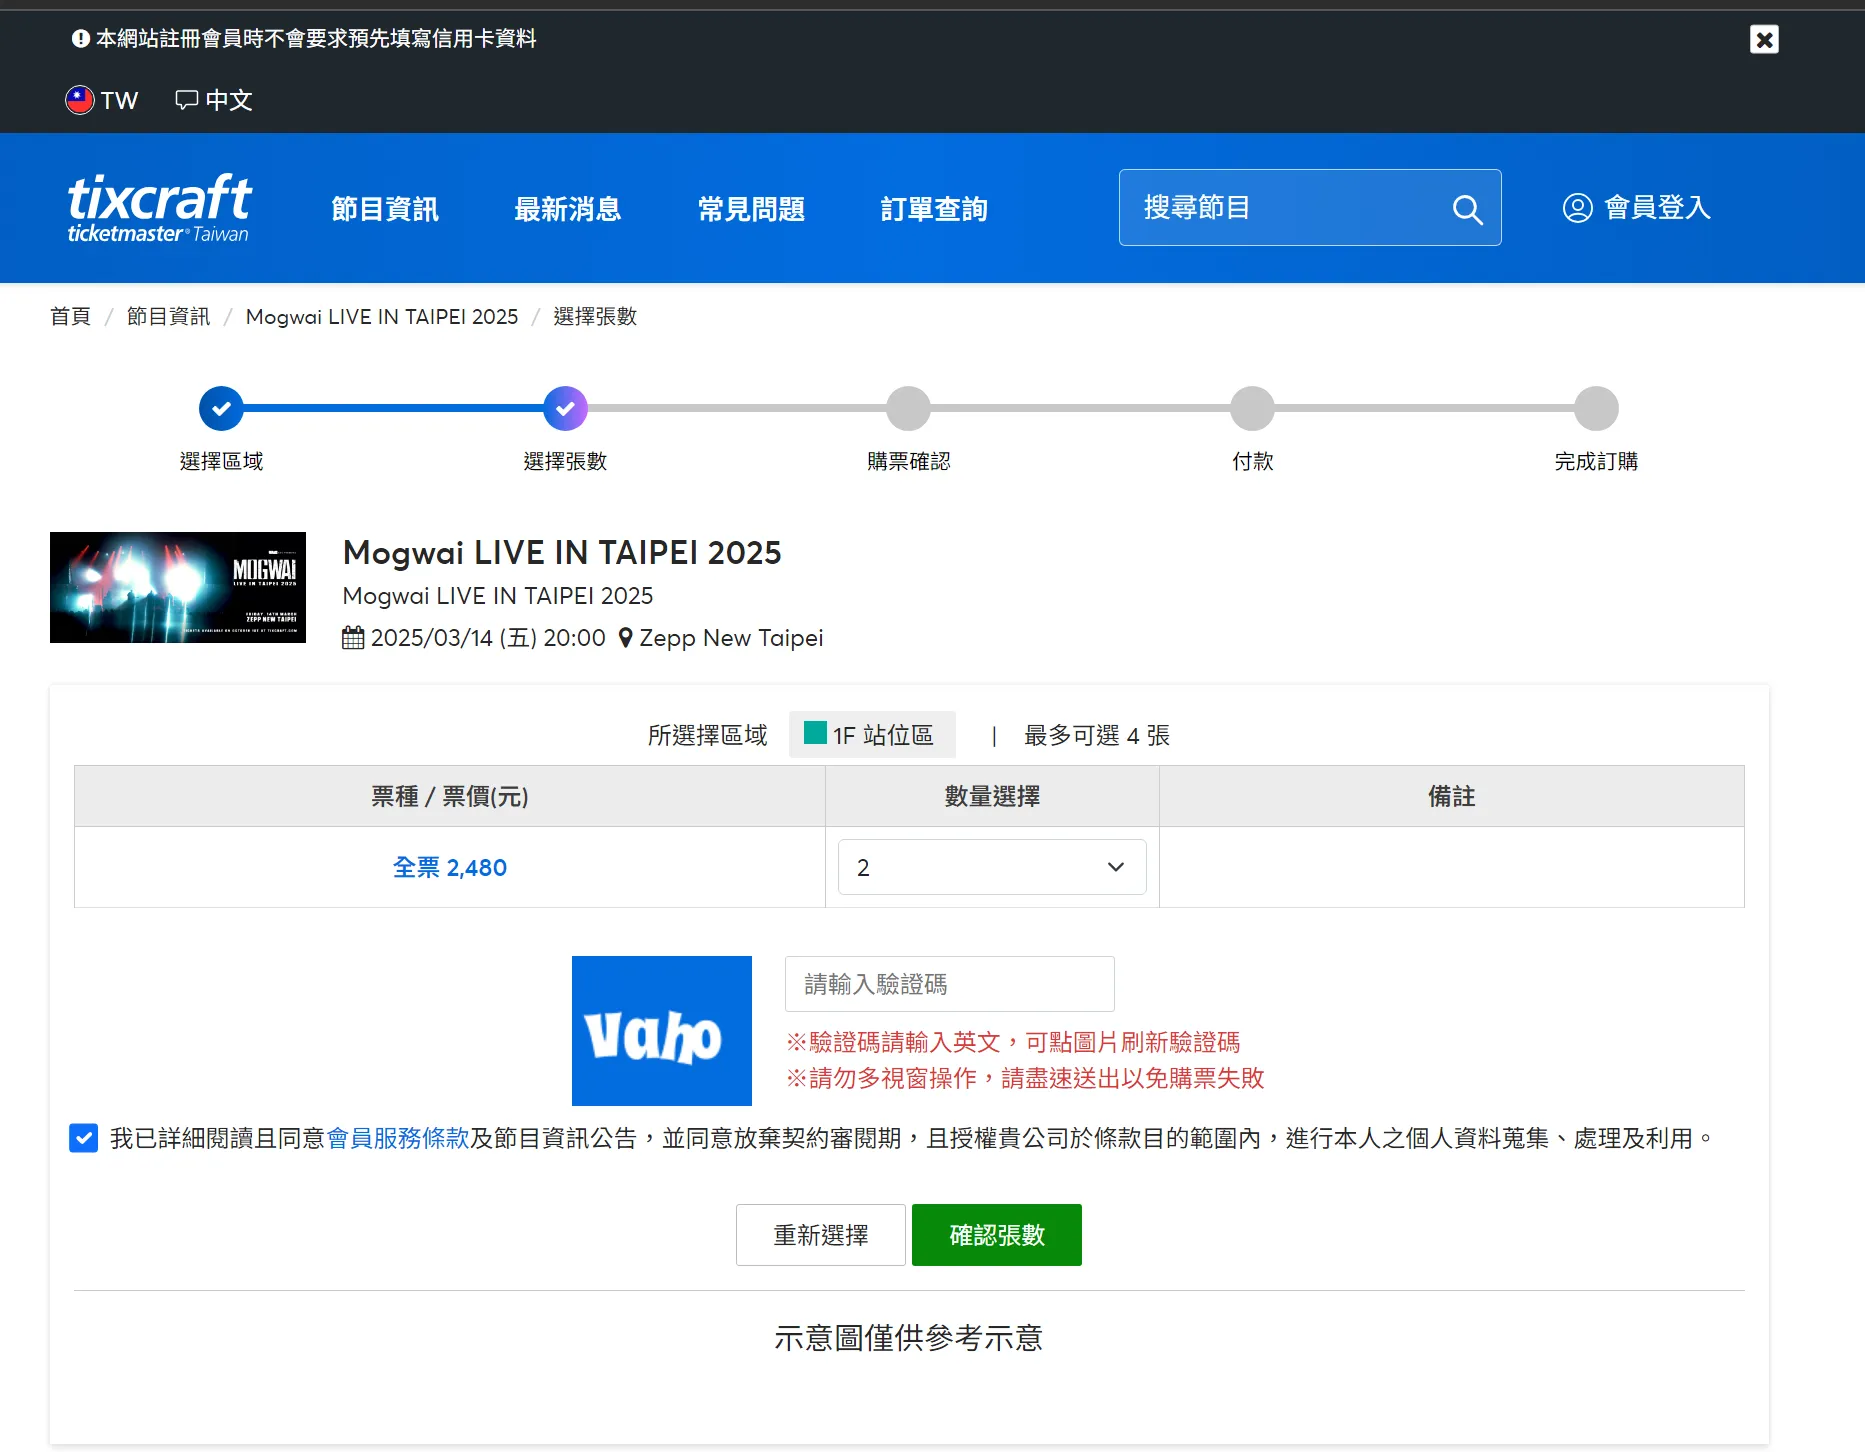 本網站註冊會員時不會要求預先填寫信用卡資料
TW 中文
tixcraft
ticketmaster® Taiwan
節目資訊 最新消息 常見問題 訂單查詢 搜尋節目 會員登入
首頁 / 節目資訊 / Mogwai LIVE IN TAIPEI 2025 / 選擇張數
選擇區域 選擇張數 購票確認 付款 完成訂購
MOGWAI
LIVE IN TAIPEI 2025
FRIDAY 14TH MARCH
ZEPP NEW TAIPEI
Mogwai LIVE IN TAIPEI 2025
Mogwai LIVE IN TAIPEI 2025
2025/03/14 (五) 20:00 Zepp New Taipei
所選擇區域 1F 站位區 | 最多可選 4 張
票種 / 票價(元) 數量選擇 備註
全票 2,480 2
vaho
請輸入驗證碼
※驗證碼請輸入英文，可點圖片刷新驗證碼
※請勿多視窗操作，請盡速送出以免購票失敗
我已詳細閱讀且同意會員服務條款及節目資訊公告，並同意放棄契約審閱期，且授權貴公司於條款目的範圍內，進行本人之個人資料蒐集、處理及利用。
重新選擇 確認張數
示意圖僅供參考示意